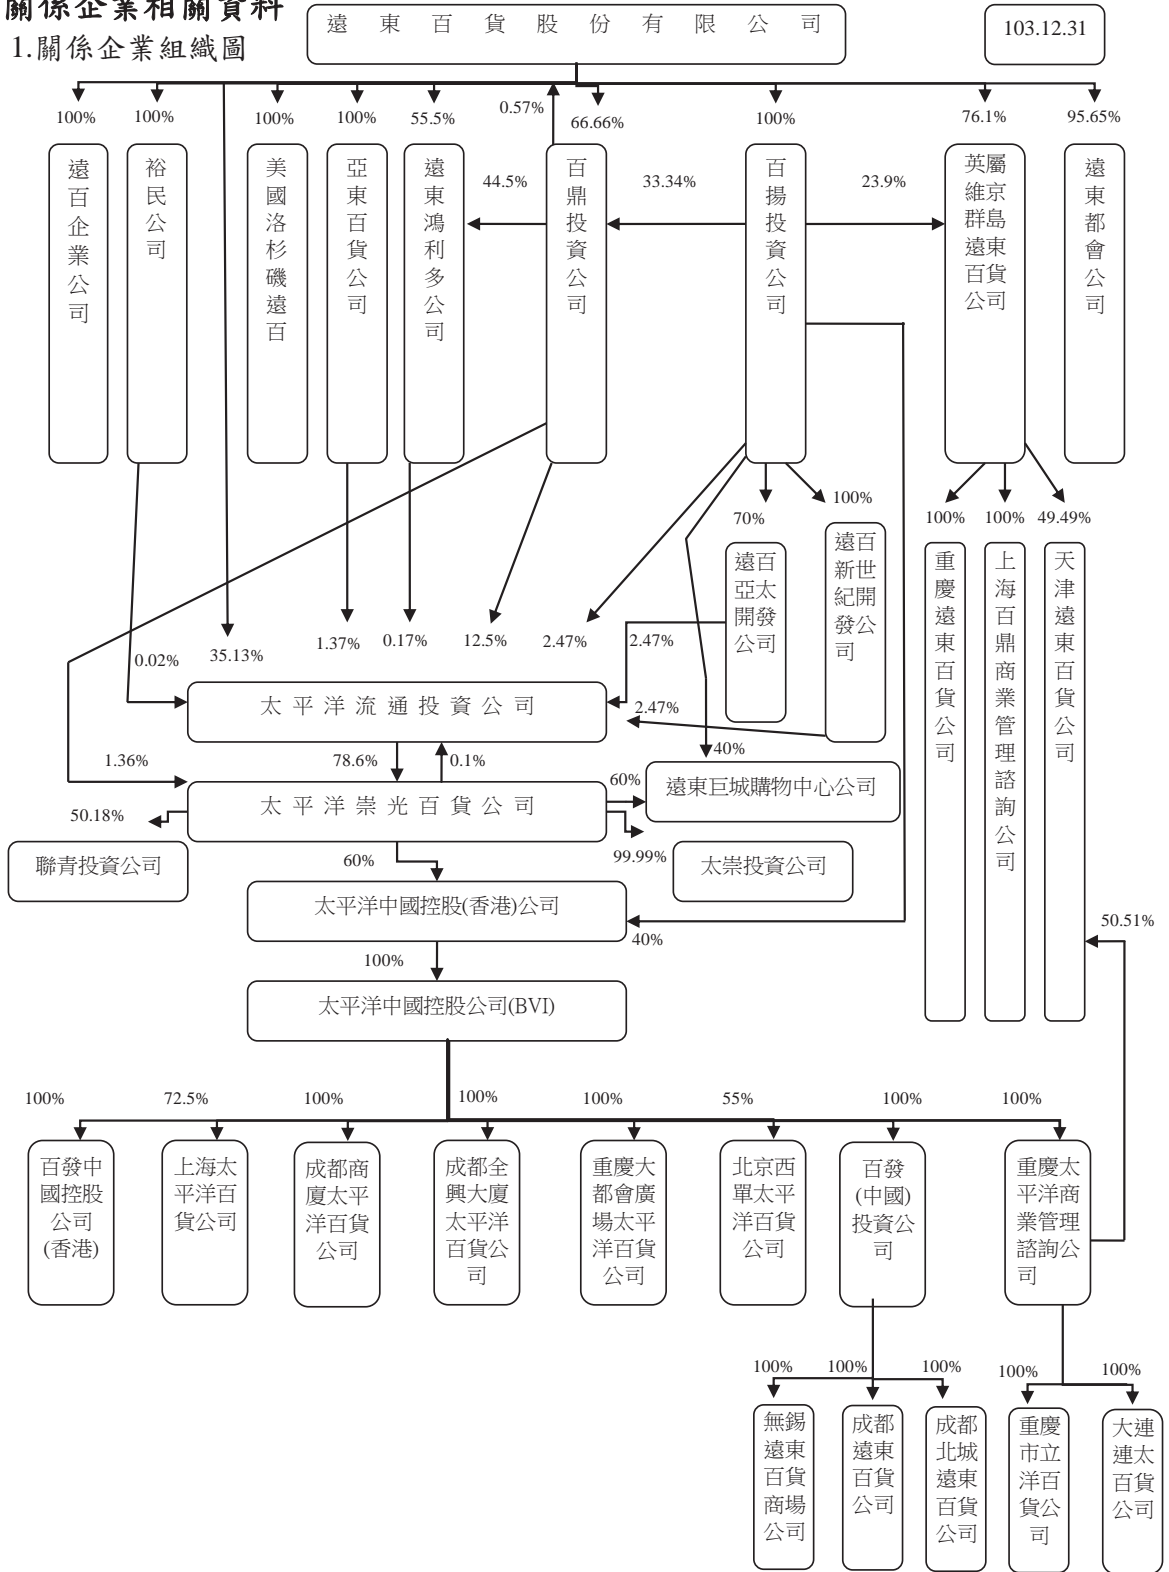 關係企業相關資料
遠東百貨股份有限公司
103.12.31
1.關係企業組織圖
100%
100%
100%
100%
55.5%
0.57%
66.66%
100%
76.1%
95.65%
遠百企業公司
裕民公司
美國洛杉磯遠百
亞東百貨公司
遠東鴻利多公司
44.5%
百鼎投資公司
33.34%
百揚投資公司
23.9%
英屬
維京
群島
遠東
百貨
公司
遠東都會公司
70%
100%
100%
100%
49.49%
遠百
亞太
開發
公司
遠百
新世
紀開
發公
司
重慶遠東百貨公司
上海百鼎商業管理諮詢公司
天津遠東百貨公司
0.02%
35.13%
1.37%
0.17%
12.5%
2.47%
2.47%
太平洋流通投資公司
2.47%
1.36%
78.6%
0.1%
40%
太平洋崇光百貨公司
60%
遠東巨城購物中心公司
50.18%
聯青投資公司
60%
99.99%
太崇投資公司
太平洋中國控股(香港)公司
40%
50.51%
100%
太平洋中國控股公司(BVI)
100%
72.5%
100%
100%
100%
55%
100%
100%
百發中
國控股
公司
(香港)
上海太
平洋百
貨公司
成都商
廈太平
洋百貨
公司
成都全
興大廈
太平洋
百貨公
司
重慶大
都會廣
場太平
洋百貨
公司
北京西
單太平
洋百貨
公司
百發
(中國)
投資公
司
重慶太
平洋商
業管理
諮詢公
司
100%
100%
100%
100%
100%
無錫
遠東
百貨
商場
公司
成都
遠東
百貨
公司
成都
北城
遠東
百貨
公司
重慶
市立
洋百
貨公
司
大連
連太
百貨
公司